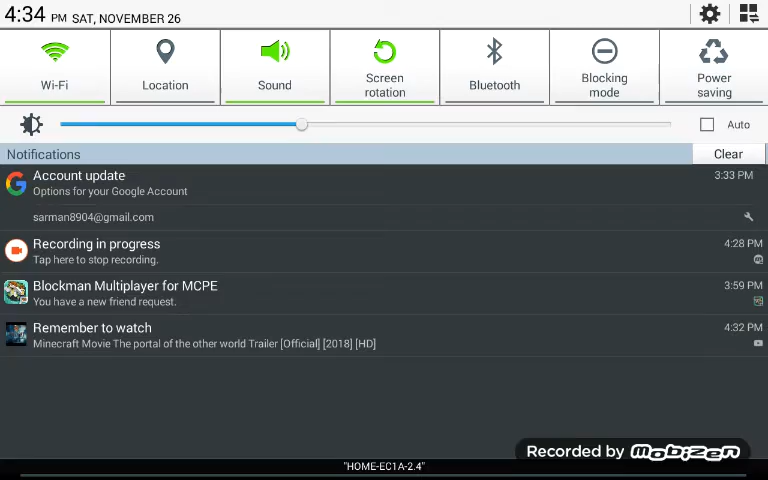 4:34 PM SAT, NOVEMBER 26
Wi-Fi
Location
Sound
Screen rotation
Bluetooth
Blocking mode
Power saving
Auto
Notifications
Clear
Account update
3:33 PM
Options for your Google Account
sarman8904@gmail.com
Recording in progress
4:28 PM
Tap here to stop recording.
Blockman Multiplayer for MCPE
3:59 PM
You have a new friend request.
Remember to watch
4:32 PM
Minecraft Movie The portal of the other world Trailer [Official] [2018] [HD]
Recorded by MOBIZEN
"HOME-EC1A-2.4"